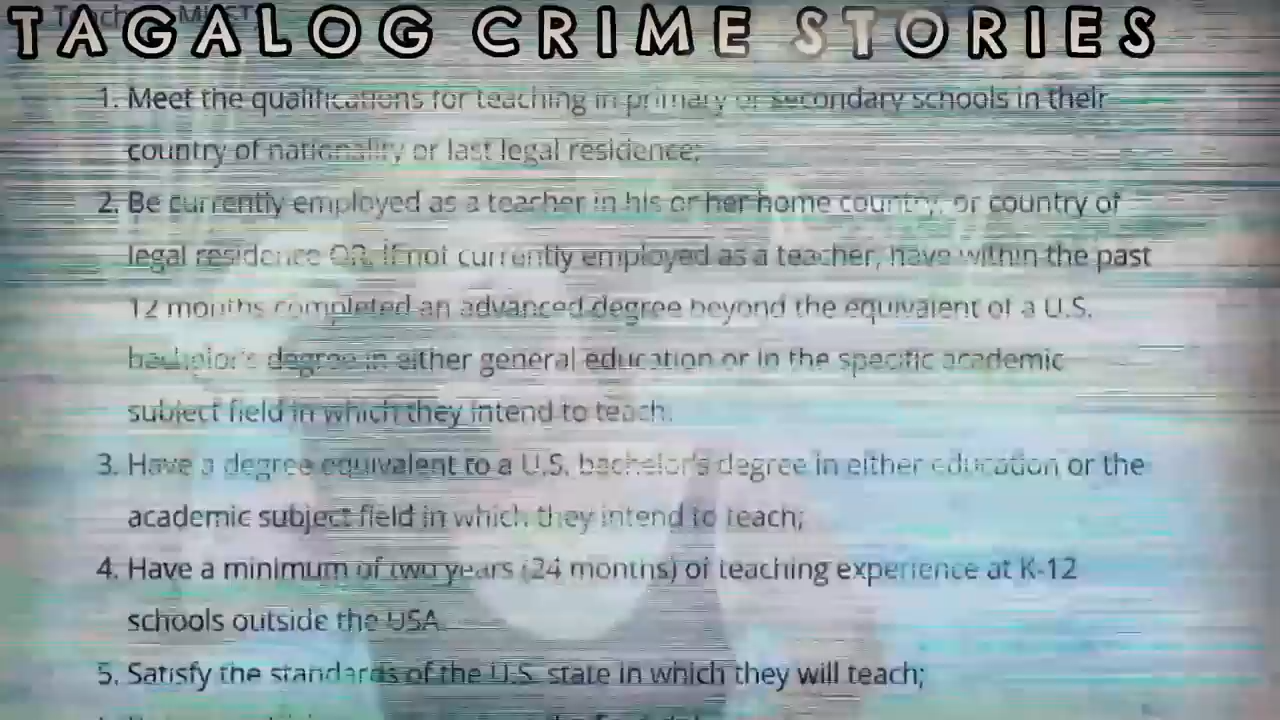 TAGALOG CRIME STORIES
1. Meet the qualifications for teaching in primary or secondary schools in their
country of nationality or last legal residence;
2. Be currently employed as a teacher in his or her home country, or country of
legal residence OR, if not currently employed as a teacher, have within the past
12 months completed an advanced degree beyond the equivalent of a U.S.
bachelor's degree in either general education or in the specific academic
subject field in which they intend to teach.
3. Have a degree equivalent to a U.S. bachelor's degree in either education or the
academic subject field in which they intend to teach;
4. Have a minimum of two years (24 months) of teaching experience at K-12
schools outside the USA.
5. Satisfy the standards of the U.S. state in which they will teach;